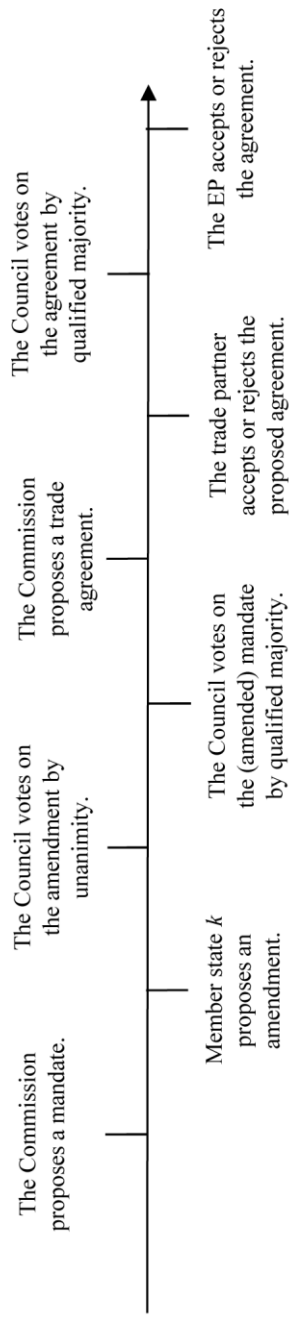 The Commission
proposes a mandate.
Member state k
proposes an
amendment.
The Council votes on
the amendment by
unanimity.
The Council votes on
the (amended) mandate
by qualified majority.
The Commission
proposes a trade
agreement.
The trade partner
accepts or rejects the
proposed agreement.
The Council votes on
the agreement by
qualified majority.
The EP accepts or rejects
the agreement.